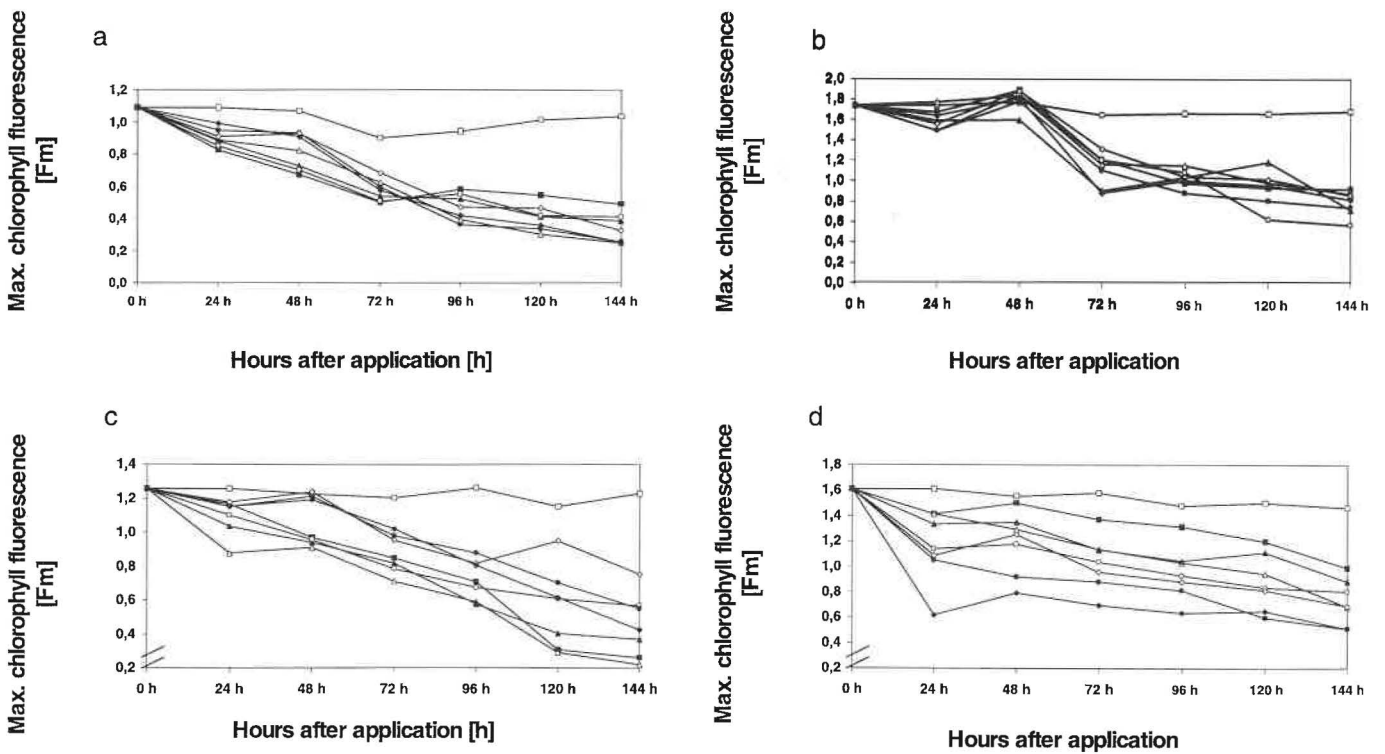 a
Max. chlorophyll fluorescence
[Fm]
1,2
1,0
0,8
0,6
0,4
0,2
0,0
0 h 24 h 48 h 72 h 96 h 120 h 144 h
Hours after application [h]
b
Max. chlorophyll fluorescence
[Fm]
2,0
1,8
1,6
1,4
1,2
1,0
0,8
0,6
0,4
0,2
0,0
0 h 24 h 48 h 72 h 96 h 120 h 144 h
Hours after application
c
Max. chlorophyll fluorescence
[Fm]
1,4
1,2
1,0
0,8
0,6
0,4
0,2
0 h 24 h 48 h 72 h 96 h 120 h 144 h
Hours after application [h]
d
Max. chlorophyll fluorescence
[Fm]
1,8
1,6
1,4
1,2
1,0
0,8
0,6
0,4
0,2
0 h 24 h 48 h 72 h 96 h 120 h 144 h
Hours after application